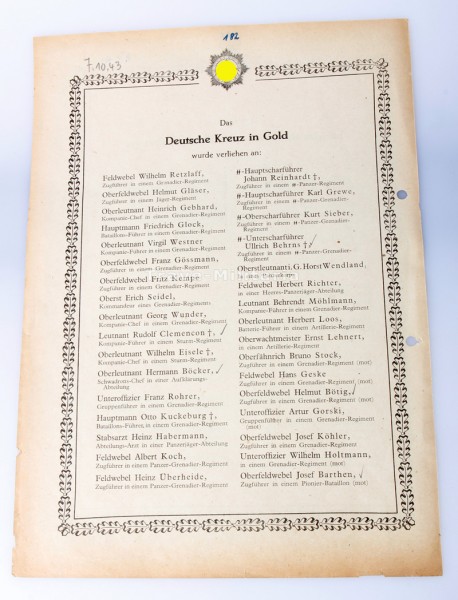 182
7.10.43
Das
Deutsche Kreuz in Gold
wurde verliehen an:
Feldwebel Wilhelm Retzlaff,
Zugführer in einem Grenadier-Regiment
Oberfeldwebel Helmut Gläser,
Zugführer in einem Jäger-Regiment
Oberleutnant Heinrich Gebhard,
Kompanie-Chef in einem Grenadier-Regiment
Hauptmann Friedrich Glock,
Bataillons-Führer in einem Grenadier-Regiment
Oberleutnant Virgil Westner
Kompanie-Führer in einem Grenadier-Regiment
Oberfeldwebel Franz Gössmann,
Zugführer in einem Grenadier-Regiment
Oberfeldwebel Fritz
Zugführer in einem Grenadier-Regiment
Oberst Erich Seidel,
Kommandeur eines Grenadier-Regiments
Oberleutnant Georg Wunder,
Kompanie-Chef in einem Grenadier-Regiment
Leutnant Rudolf Clemencon †,
Kompanie-Führer in einem Sturm-Regiment
Oberleutnant Wilhelm Eisele †,
Kompanie-Chef in einem Sturm-Regiment
Oberleutnant Hermann Böcker,
Schwadrons-Chef in einer Aufklärungs-
Abteilung
Unteroffizier Franz Rohrer,
Gruppenführer in einem Grenadier-Regiment
Hauptmann Otto Kuckeburg †,
Bataillons-Führer in einem Grenadier-Regiment
Stabsarzt Heinz Habermann,
Abteilungs-Arzt in einer Panzerjäger-Abteilung
Feldwebel Albert Koch,
Zugführer in einem Panzer-Grenadier-Regiment
Feldwebel Heinz Überheide,
Zugführer in einem Panzer-Grenadier-Regiment
ᛋᛋ-Hauptscharführer
Johann Reinhardt †,
Zugführer in einem ᛋᛋ-Panzer-Regiment
ᛋᛋ-Hauptscharführer Karl Grewe,
Zugführer in einem ᛋᛋ-Panzer-Grenadier-
Regiment
ᛋᛋ-Oberscharführer Kurt Sieber,
Zugführer in einem ᛋᛋ-Panzer-Regiment
ᛋᛋ-Unterscharführer
Ullrich Behrns †
Zugführer in einem ᛋᛋ-Panzer-Grenadier-
Regiment
Oberstleutnant i. G. Horst Wendland,
Feldwebel Herbert Richter,
in einer Heeres-Panzerjäger-Abteilung
Leutnant Behrendt Möhlmann,
Kompanie-Führer in einem Grenadier-Regiment
Oberleutnant Herbert Loos,
Batterie-Führer in einem Artillerie-Regiment
Oberwachtmeister Ernst Lehnert,
in einem Artillerie-Regiment
Oberfähnrich Bruno Stock,
Zugführer in einem Grenadier-Regiment (mot)
Feldwebel Hans Geske
Zugführer in einem Grenadier-Regiment (mot)
Oberfeldwebel Helmut Bötig,
Zugführer in einem Grenadier-Regiment (mot)
Unteroffizier Artur Gorski,
Gruppenführer in einem Grenadier-Regiment
(mot)
Oberfeldwebel Josef Köhler,
Zugführer in einem Grenadier-Regiment (mot)
Unteroffizier Wilhelm Holtmann,
in einem Grenadier-Regiment (mot)
Oberfeldwebel Josef Barthen,
Zugführer in einem Pionier-Bataillon (mot)